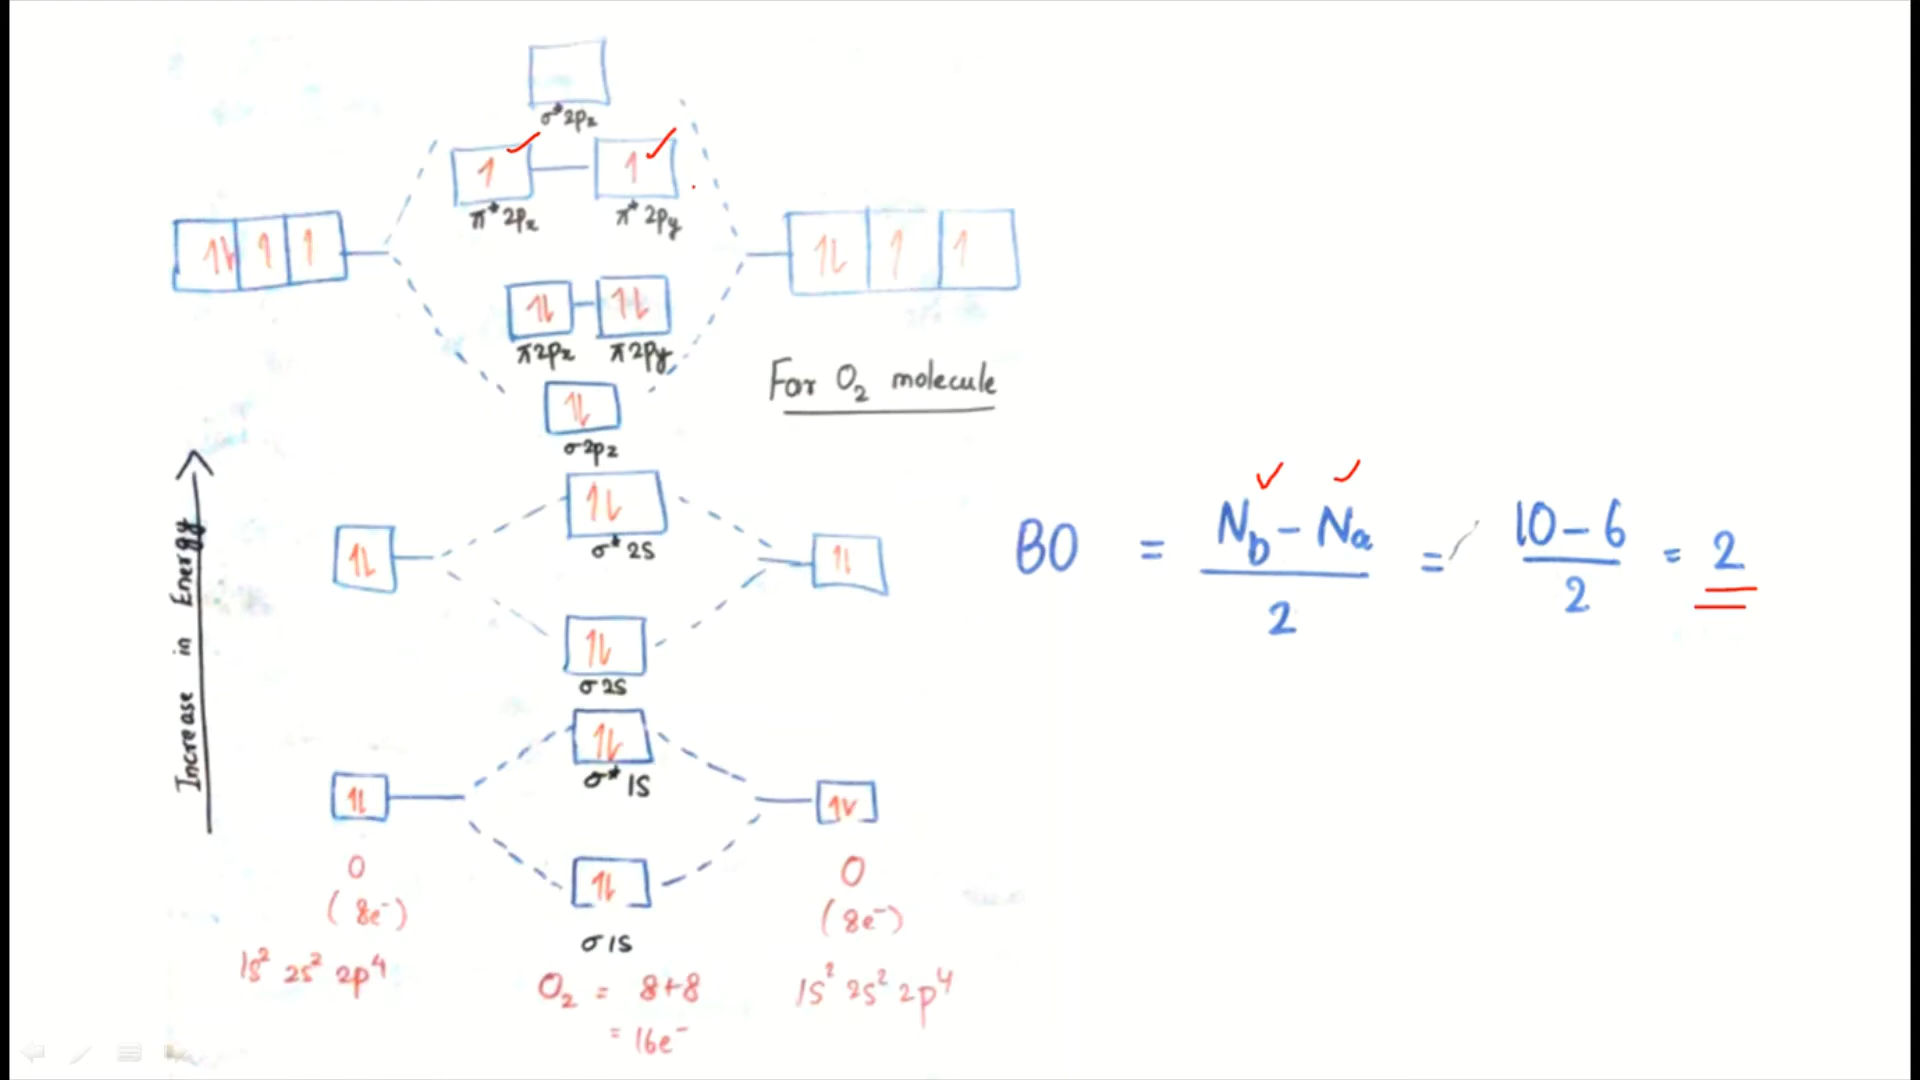 σ*2pz
↿ ↿
π*2px π*2py
↿⇂ ↿ ↿
↿⇂ ↿ ↿
↿⇂ ↿⇂
π2px π2py
For O₂ molecule
↿⇂
σ2pz
↿⇂
σ*2S
↿⇂ ↿⇂
BO = Nb - Na / 2 = 10 - 6 / 2 = 2
↿⇂
σ2S
↿⇂
σ*1S
↿⇂ ↿⇂
↿⇂
σ1S
Increase in Energy
O
(8e⁻)
1s² 2s² 2p⁴
O₂ = 8+8
= 16e⁻
O
(8e⁻)
1S² 2S² 2p⁴